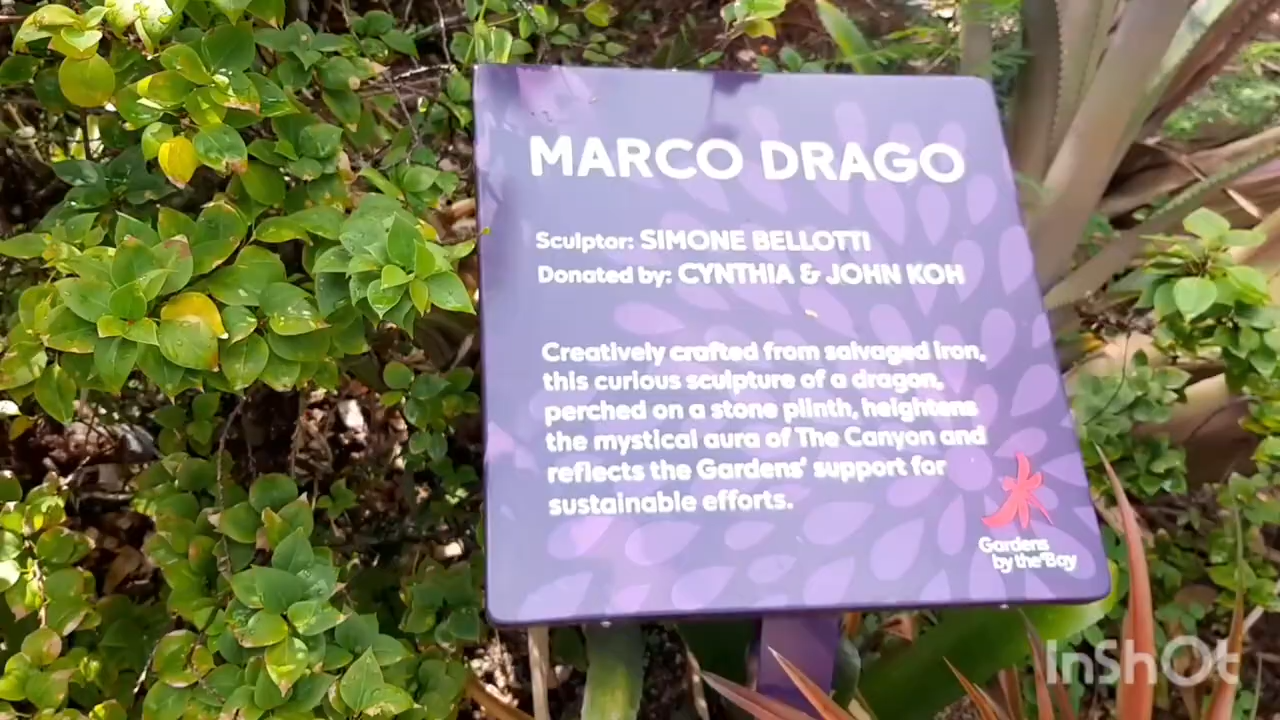 MARCO DRAGO
Sculptor: SIMONE BELLOTTI
Donated by: CYNTHIA & JOHN KOH
Creatively crafted from salvaged iron,
this curious sculpture of a dragon,
perched on a stone plinth, heightens
the mystical aura of The Canyon and
reflects the Gardens' support for
sustainable efforts.
Gardens
by the Bay
InShOt